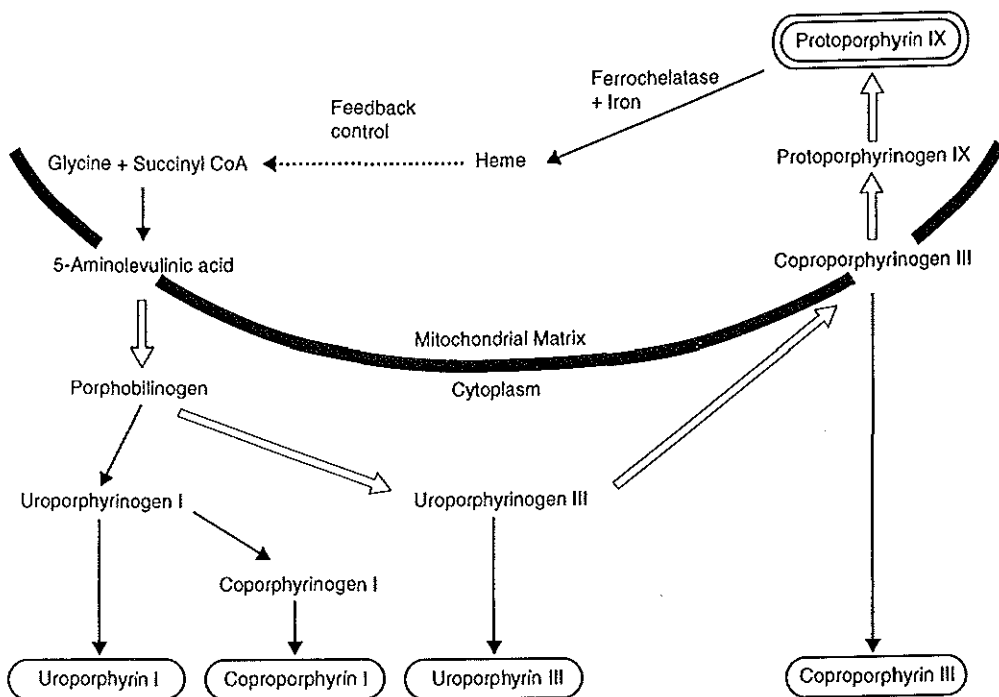 Protoporphyrin IX
Ferrochelatase
+ Iron
Feedback
control
Glycine + Succinyl CoA
Heme
Protoporphyrinogen IX
5-Aminolevulinic acid
Coproporphyrinogen III
Mitochondrial Matrix
Cytoplasm
Porphobilinogen
Uroporphyrinogen I
Uroporphyrinogen III
Coporphyrinogen I
Uroporphyrin I
Coproporphyrin I
Uroporphyrin III
Coproporphyrin III